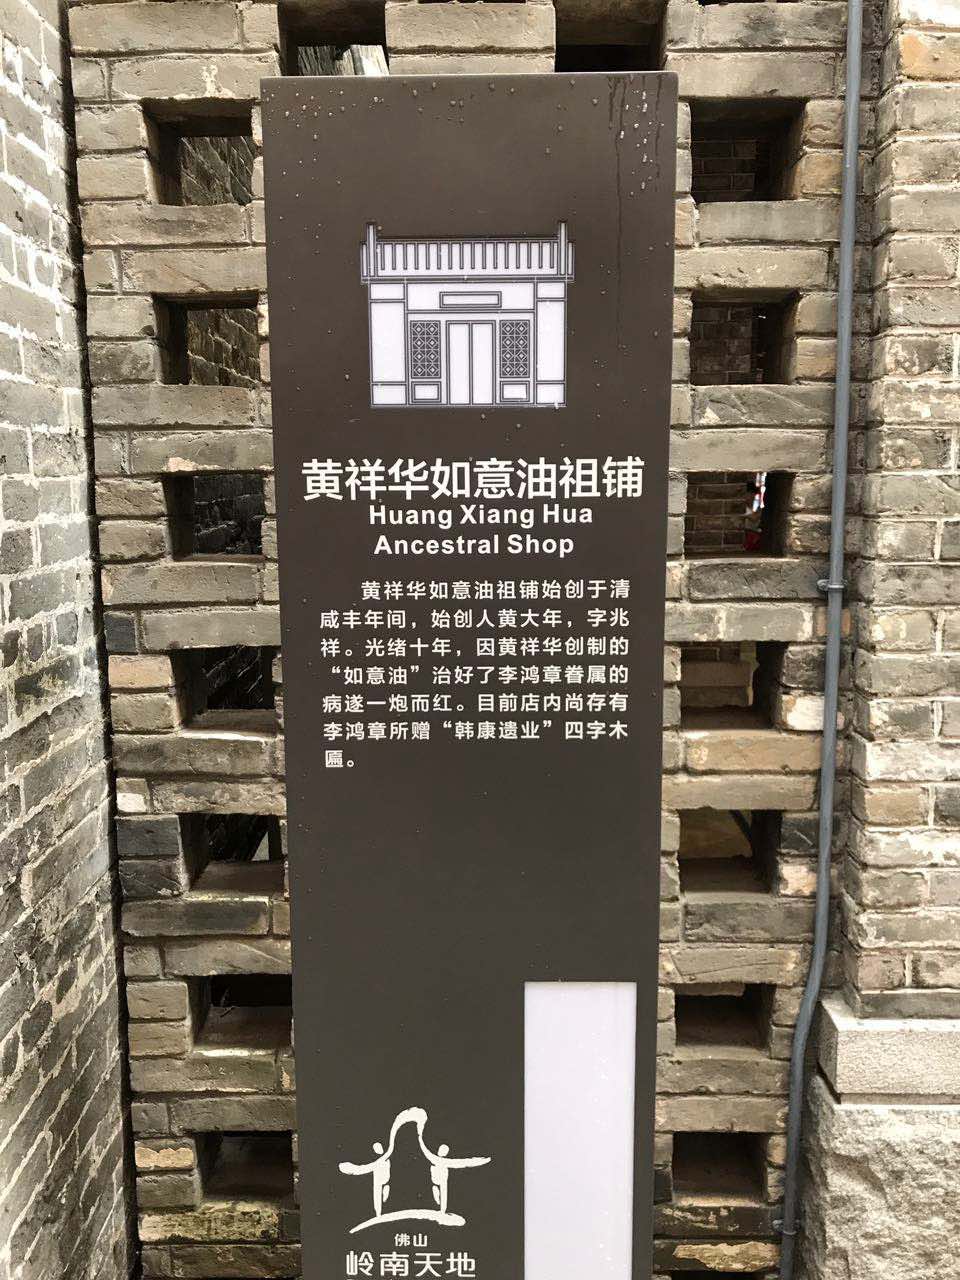 黄祥华如意油祖铺
Huang Xiang Hua
Ancestral Shop
黄祥华如意油祖铺始创于清
咸丰年间，始创人黄大年，字兆
祥。光绪十年，因黄祥华创制的
“如意油”治好了李鸿章眷属的
病遂一炮而红。目前店内尚存有
李鸿章所赠“韩康遗业”四字木
匾。
佛山
岭南天地